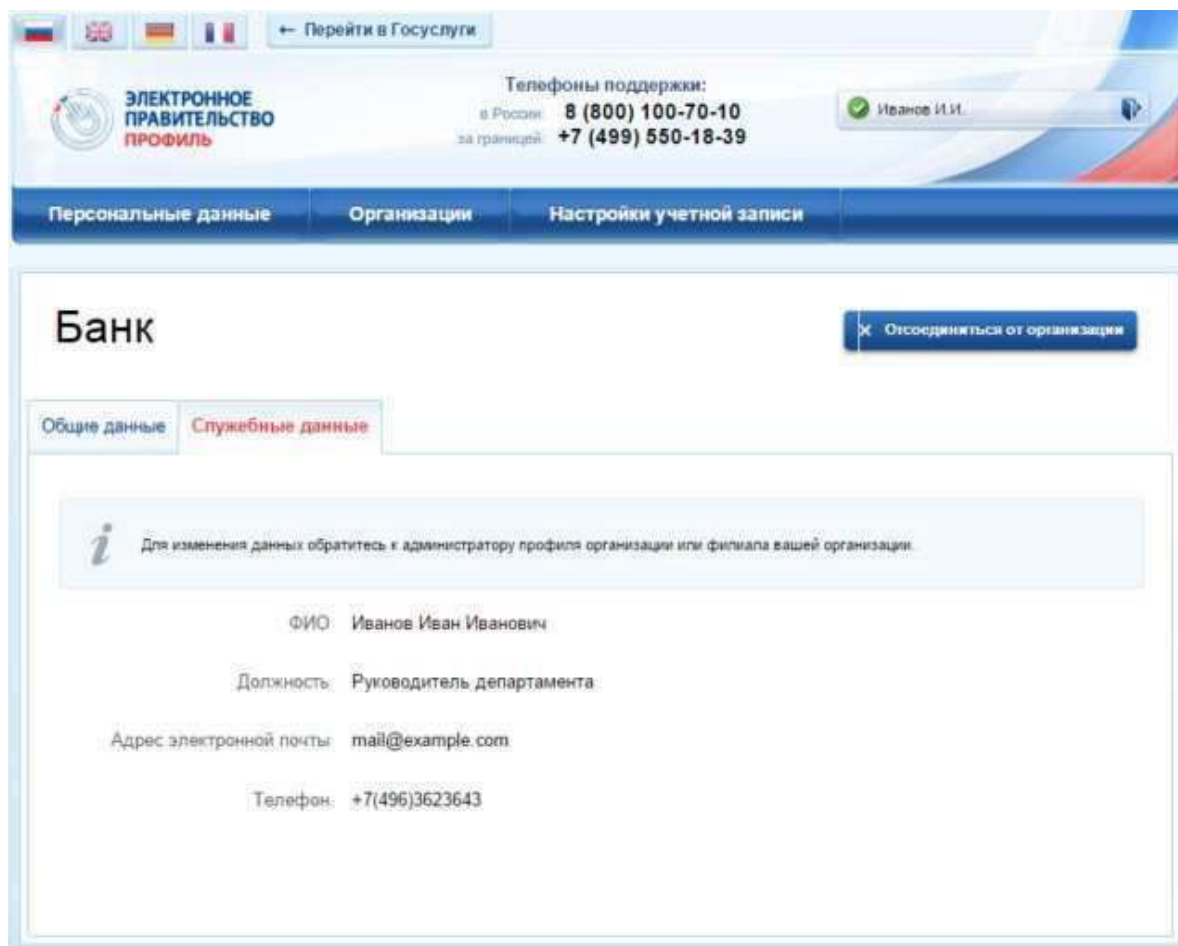 ← Перейти в Госуслуги
ЭЛЕКТРОННОЕ
ПРАВИТЕЛЬСТВО
ПРОФИЛЬ
Телефоны поддержки:
в России: 8 (800) 100-70-10
за границей: +7 (499) 550-18-39
Иванов И.И.
Персональные данные Организации Настройки учетной записи
Банк
Отсоединиться от организации
Общие данные Служебные данные
Для изменения данных обратитесь к администратору профиля организации или филиала вашей организации.
ФИО Иванов Иван Иванович
Должность Руководитель департамента
Адрес электронной почты mail@example.com
Телефон +7(496)3623643